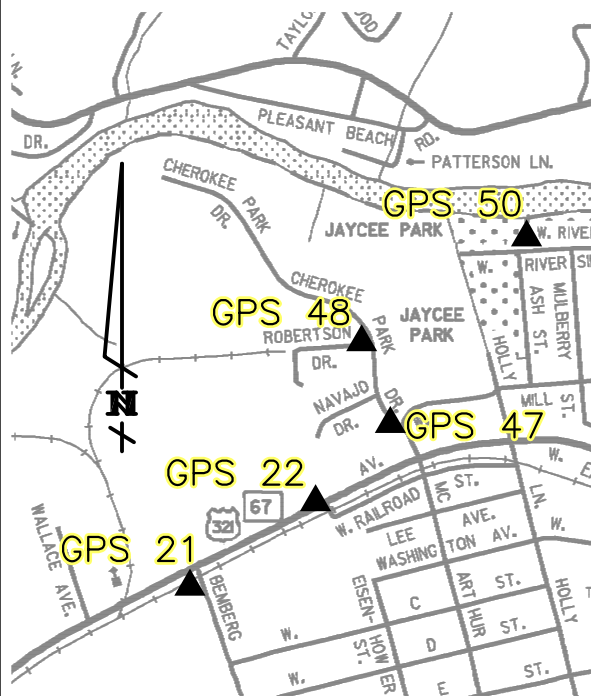 TAYLO
OOD
N.
DR.
PLEASANT BEACH
RD.
PATTERSON LN.
CHEROKEE
PARK
DR.
GPS 50
JAYCEE PARK
W. RIVER
W. RIVER SI
ASH ST.
MULBERRY
CHEROKEE
GPS 48
JAYCEE
PARK
ROBERTSON
DR.
PARK
HOLLY
N
NAVAJO
DR.
DR.
MILL ST.
GPS 47
AV.
W. E
GPS 22
67
321
W. RAILROAD
MC ST.
LN.
AVE.
W.
LEE
WASHINGTON AV.
WALLACE AVE.
GPS 21
BEMBERG
EISEN-
HOWER
ST.
ARTHUR
ST.
HOLLY
C
W.
D
ST.
W.
E
ST.